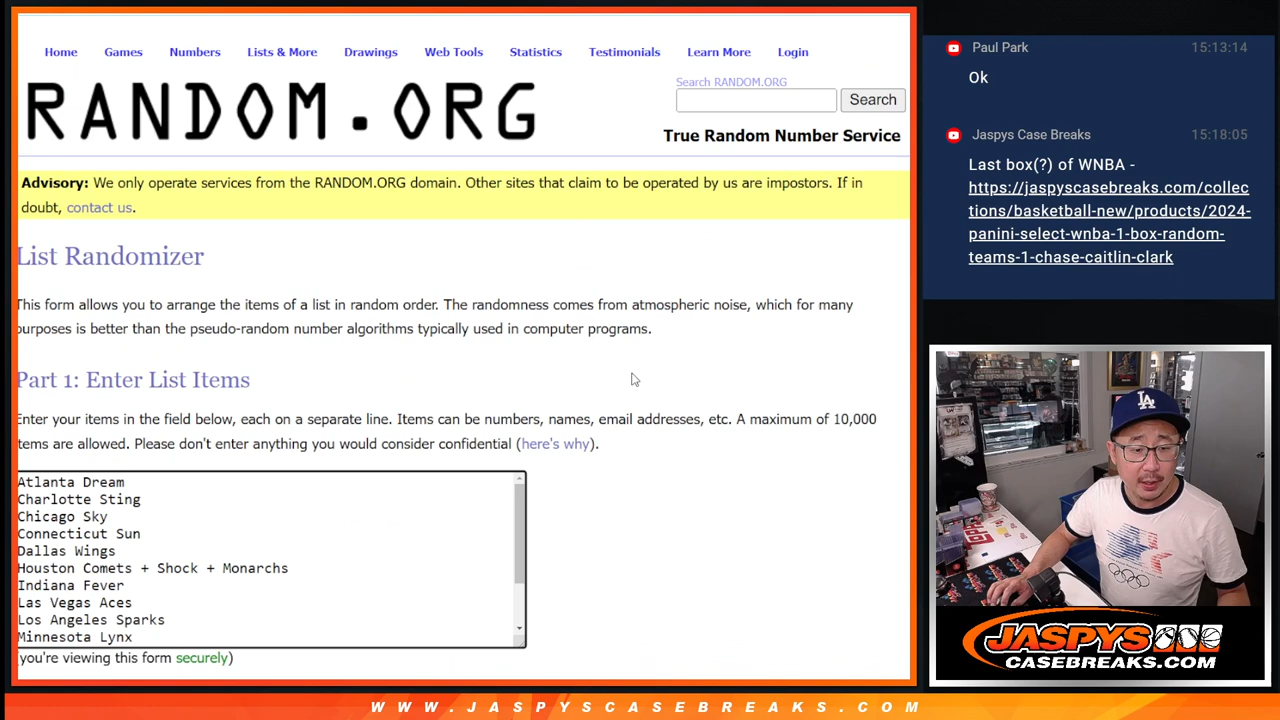 Home Games Numbers Lists & More Drawings Web Tools Statistics Testimonials Learn More Login
RANDOM.ORG
Search RANDOM.ORG
Search
True Random Number Service
Advisory: We only operate services from the RANDOM.ORG domain. Other sites that claim to be operated by us are impostors. If in
doubt, contact us.
List Randomizer
This form allows you to arrange the items of a list in random order. The randomness comes from atmospheric noise, which for many
purposes is better than the pseudo-random number algorithms typically used in computer programs.
Part 1: Enter List Items
Enter your items in the field below, each on a separate line. Items can be numbers, names, email addresses, etc. A maximum of 10,000
tems are allowed. Please don't enter anything you would consider confidential (here's why).
Atlanta Dream
Charlotte Sting
Chicago Sky
Connecticut Sun
Dallas Wings
Houston Comets + Shock + Monarchs
Indiana Fever
Las Vegas Aces
Los Angeles Sparks
Minnesota Lynx
(you're viewing this form securely)
Paul Park 15:13:14
Ok
Jaspys Case Breaks 15:18:05
Last box(?) of WNBA -
https://jaspyscasebreaks.com/collec
tions/basketball-new/products/2024-
panini-select-wnba-1-box-random-
teams-1-chase-caitlin-clark
LA
JASPYS
CASEBREAKS.COM
WWW.JASPYSCASEBREAKS.COM